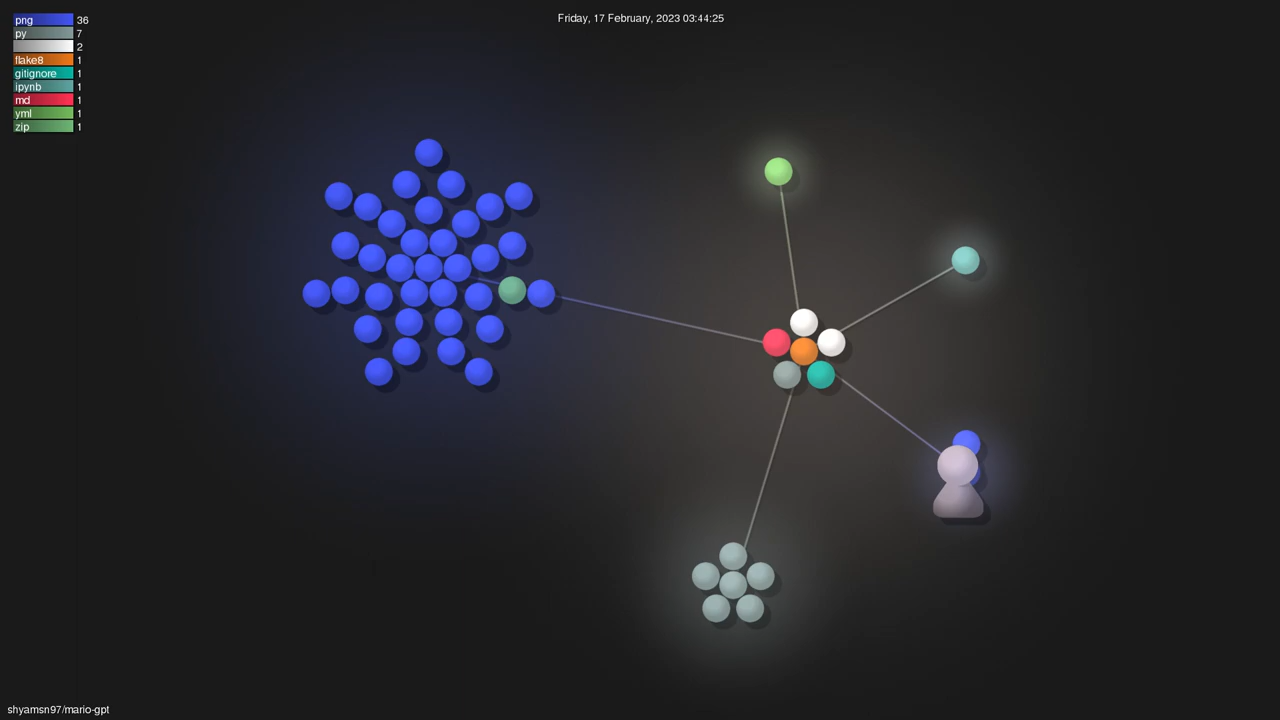 Friday, 17 February, 2023 03:44:25
png 36
py 7
2
flake8 1
gitignore 1
ipynb 1
md 1
yml 1
zip 1
shyamsn97/mario-gpt